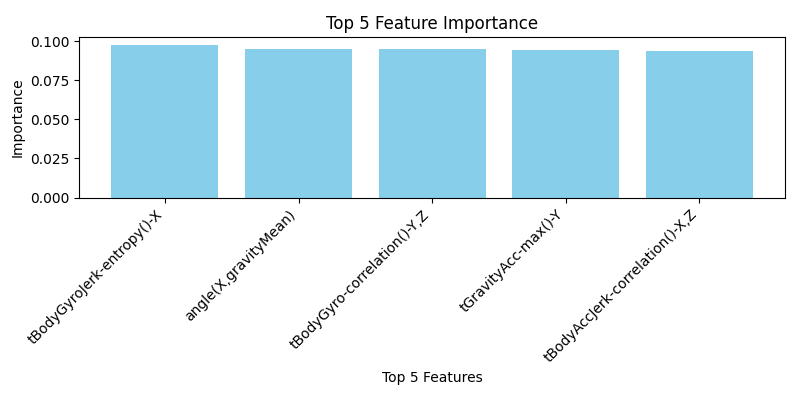 Top 5 Feature Importance
Importance
0.100
0.075
0.050
0.025
0.000
tBodyGyroJerk-entropy()-X
angle(X,gravityMean)
tBodyGyro-correlation()-Y,Z
tGravityAcc-max()-Y
tBodyAccJerk-correlation()-X,Z
Top 5 Features